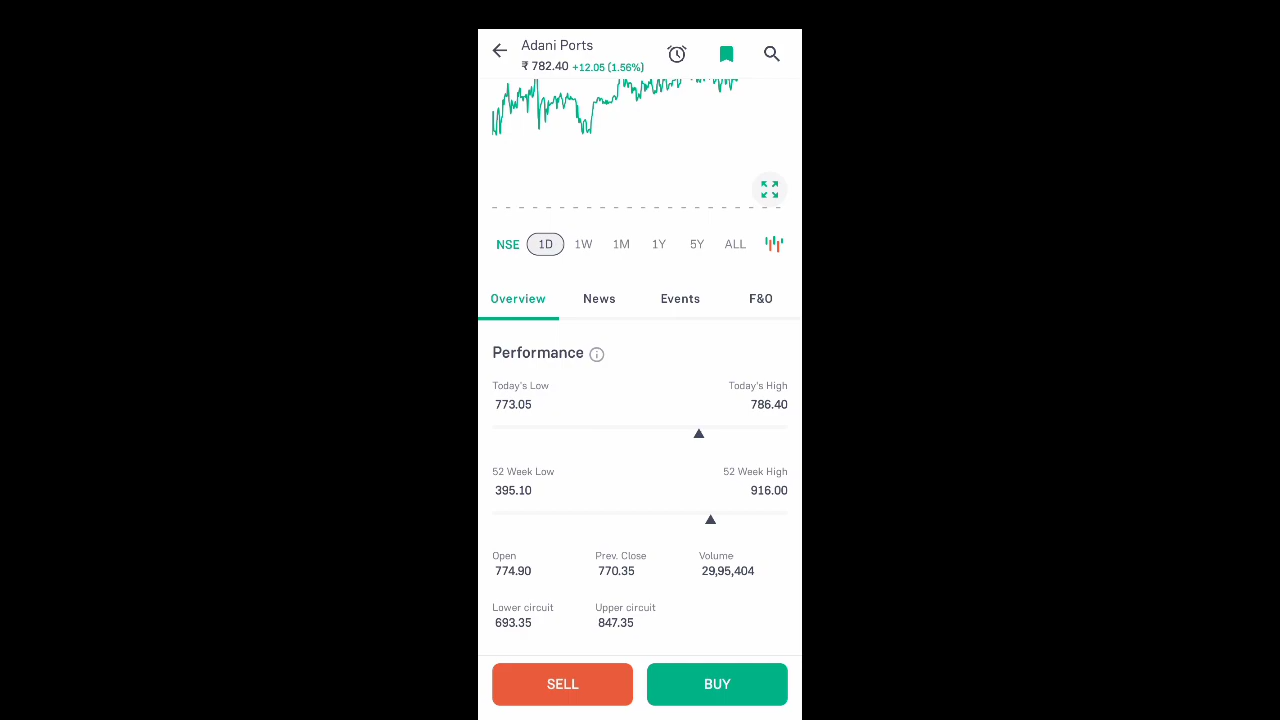 Adani Ports
₹ 782.40 +12.05 (1.56%)
NSE 1D 1W 1M 1Y 5Y ALL
Overview News Events F&O
Performance
Today's Low Today's High
773.05 786.40
52 Week Low 52 Week High
395.10 916.00
Open Prev. Close Volume
774.90 770.35 29,95,404
Lower circuit Upper circuit
693.35 847.35
SELL BUY